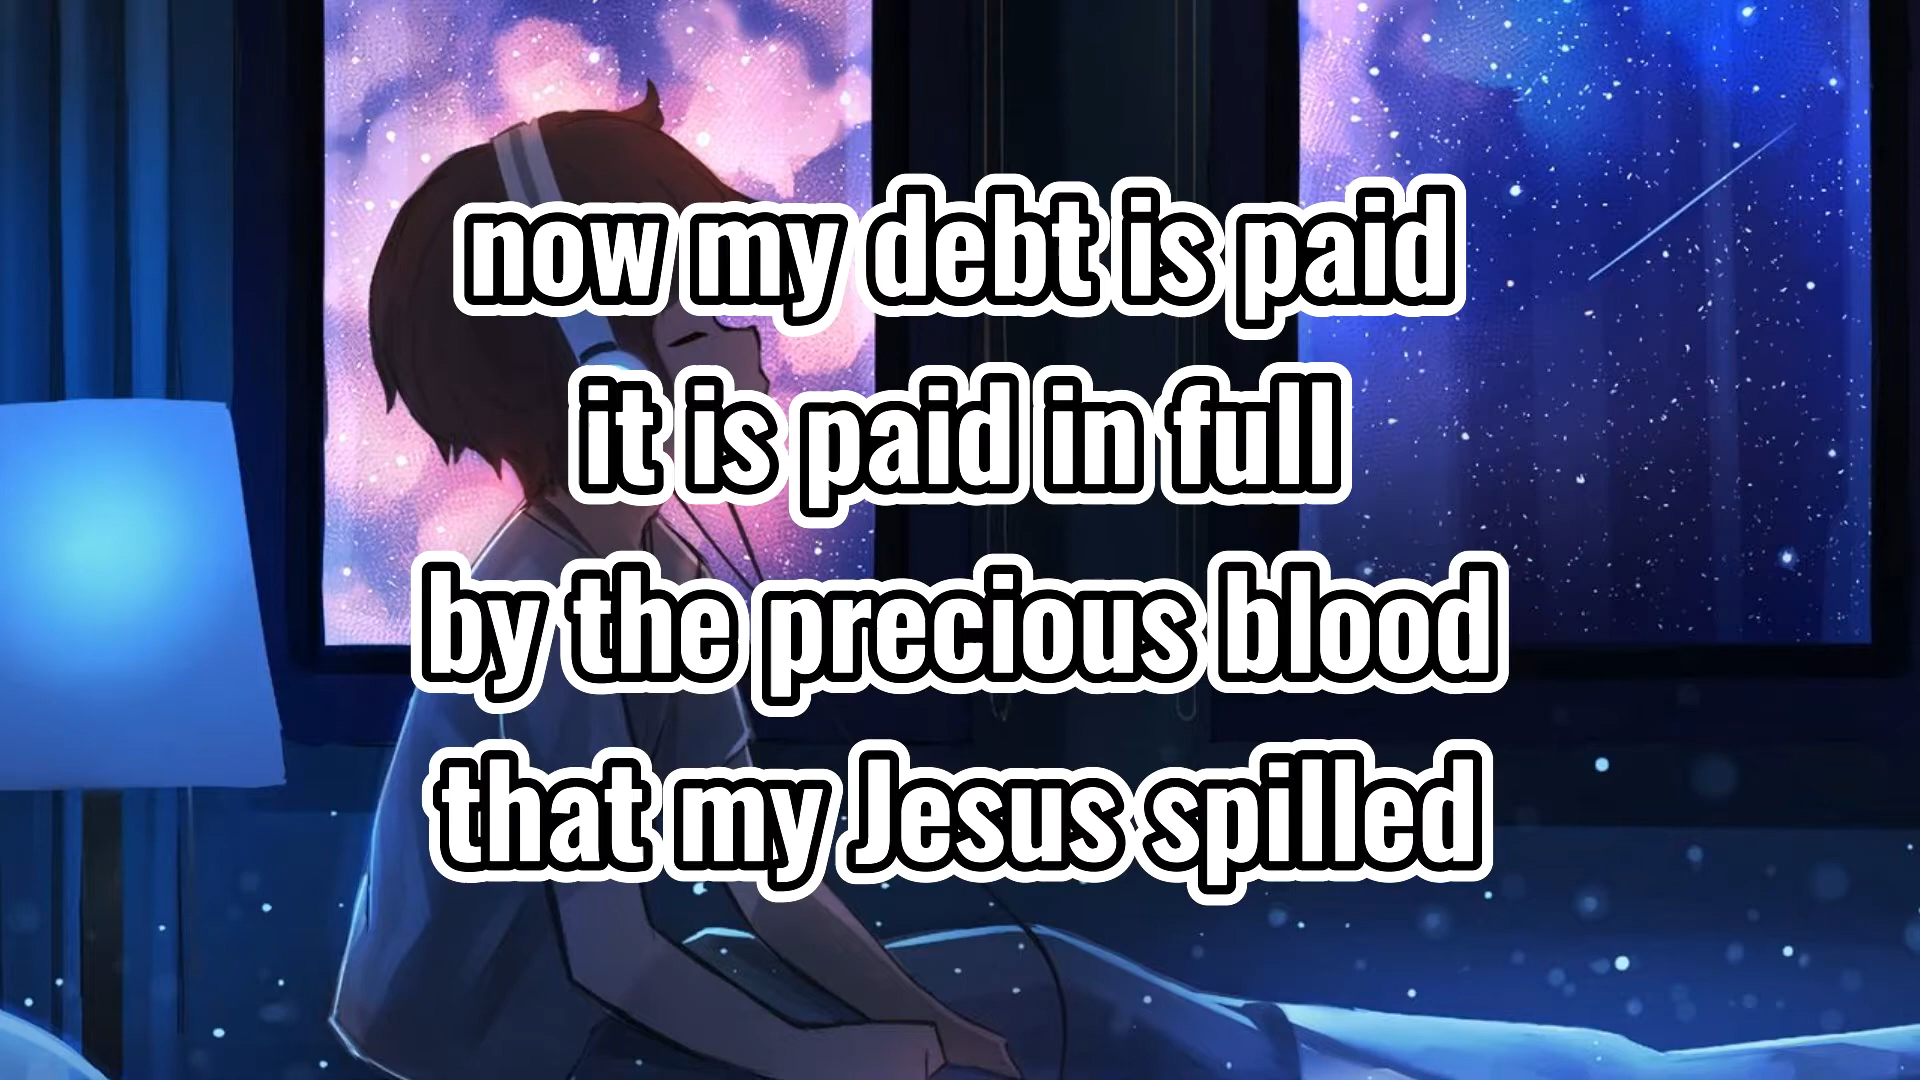 now my debt is paid
it is paid in full
by the precious blood
that my Jesus spilled